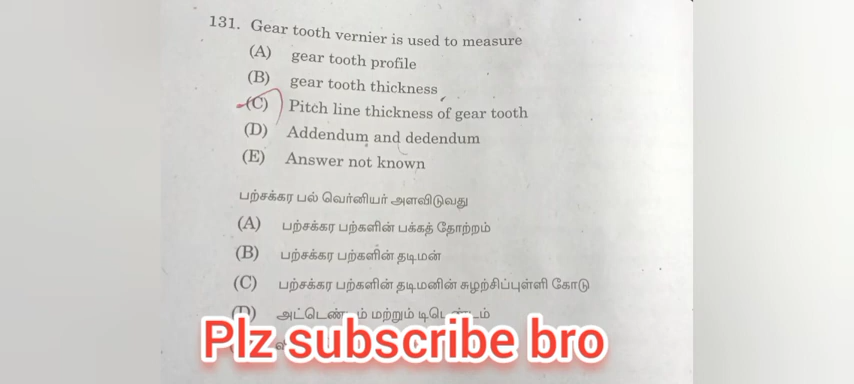 131. Gear tooth vernier is used to measure
(A) gear tooth profile
(B) gear tooth thickness
(C) Pitch line thickness of gear tooth
(D) Addendum and dedendum
(E) Answer not known
பற்சக்கர பல் வெர்னியர் அளவிடுவது
(A) பற்சக்கர பற்களின் பக்கத் தோற்றம்
(B) பற்சக்கர பற்களின் தடிமன்
(C) பற்சக்கர பற்களின் தடிமனின் சுழற்சிப்புள்ளி கோடு
(D) மற்றும்
Plz subscribe bro